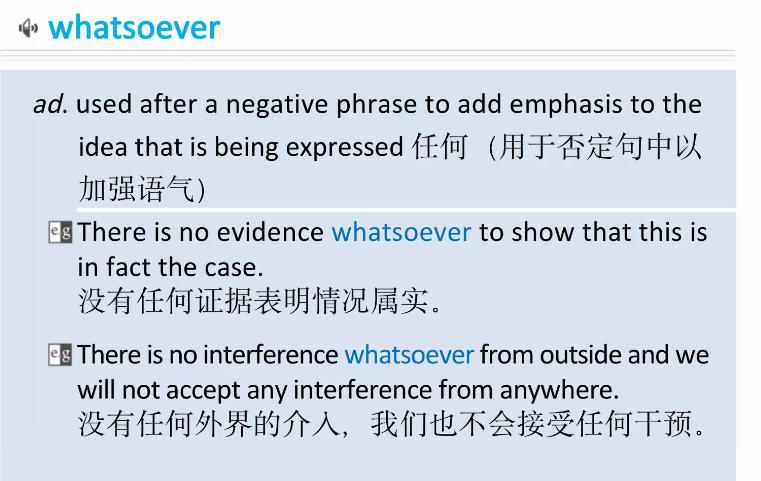 whatsoever
ad. used after a negative phrase to add emphasis to the
idea that is being expressed 任何（用于否定句中以
加强语气）
e.g There is no evidence whatsoever to show that this is
in fact the case.
没有任何证据表明情况属实。
e.g There is no interference whatsoever from outside and we
will not accept any interference from anywhere.
没有任何外界的介入，我们也不会接受任何干预。